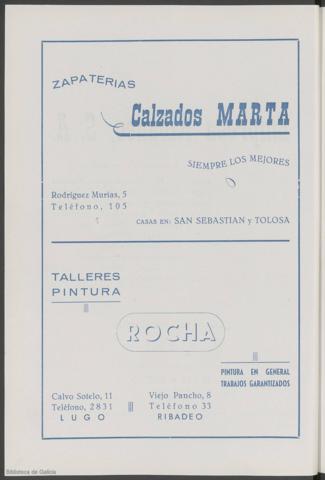 ZAPATERIAS
Calzados MARTA
SIEMPRE LOS MEJORES
Rodríguez Murias, 5
Teléfono, 105
CASAS EN: SAN SEBASTIAN y TOLOSA
TALLERES
PINTURA
ROCHA
PINTURA EN GENERAL
TRABAJOS GARANTIZADOS
Calvo Sotelo, 11
Teléfono, 2831
LUGO
Viejo Pancho, 8
Teléfono 33
RIBADEO
Biblioteca de Galicia